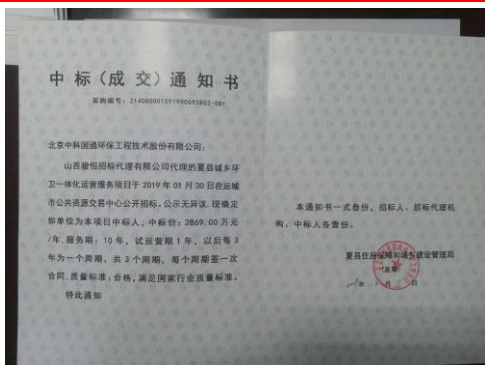 中标（成交）通知书
采购编号：
北京中科国通环保工程技术股份有限公司：
山西骏恒招标代理有限公司代理的夏县城乡环
卫一体化运营服务项目于 2019 年 01 月 30 日在运城
市公共资源交易中心公开招标。公示无异议，现确定
你单位为本项目中标人，中标价：2869.00 万元
/年，服务期：10 年，试运营期 1 年，以后每 3
年为一个周期，共 3 个周期，每个周期签一次
合同，质量标准：合格，满足国家行业质量标准。
特此通知
本通知书一式叁份，招标人、招标代理机
构、中标人各壹份。
夏县住房保障和城乡建设管理局
（盖章）
年 月 日